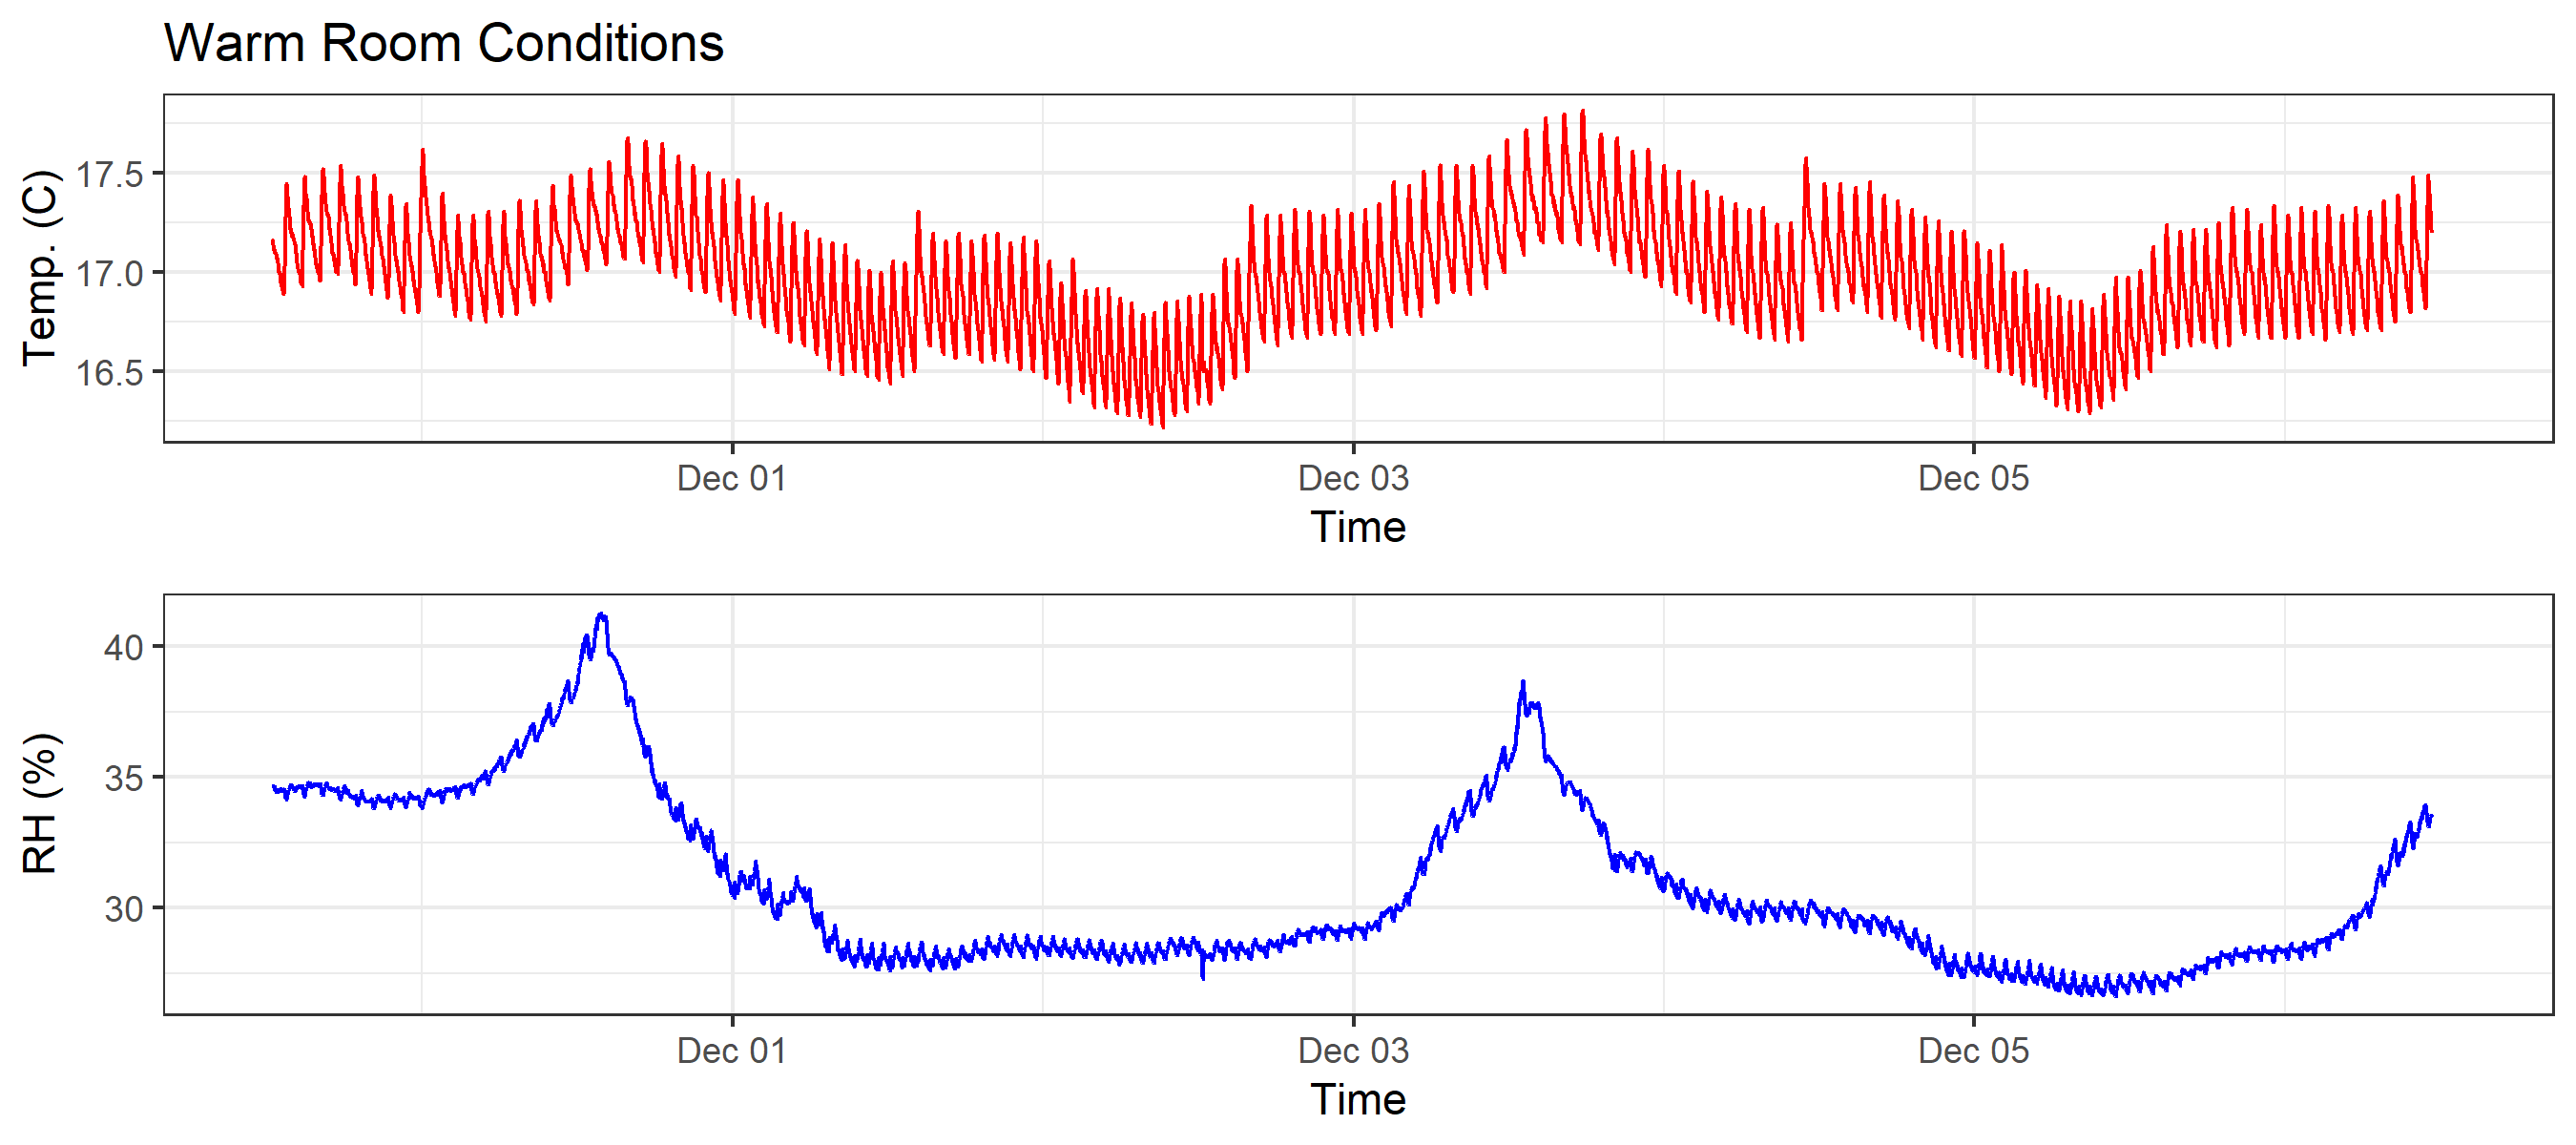 Warm Room Conditions
Temp. (C)
17.5
17.0
16.5
Dec 01 Dec 03 Dec 05
Time
RH (%)
40
35
30
Dec 01 Dec 03 Dec 05
Time